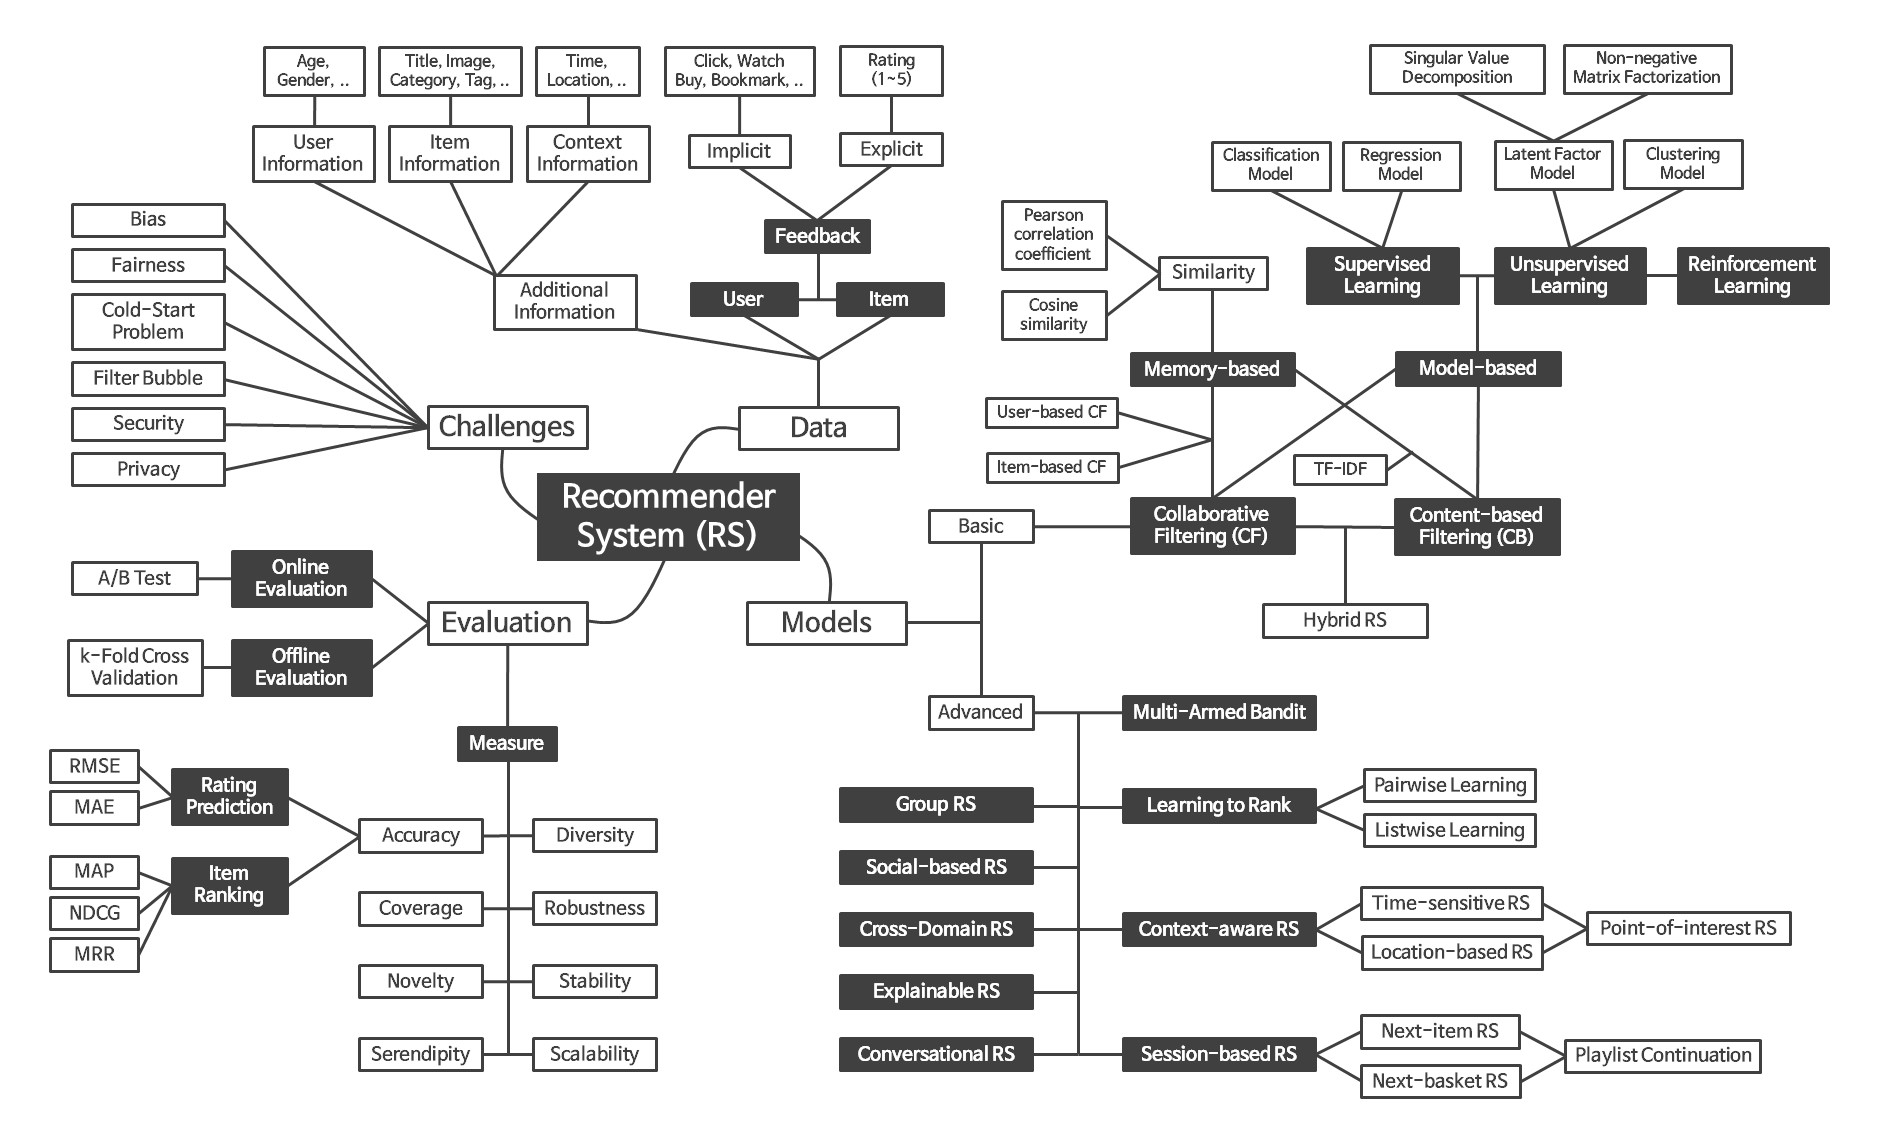 Age,
Gender, ..
Title, Image,
Category, Tag, ..
Time,
Location, ..
Click, Watch
Buy, Bookmark, ..
Rating
(1~5)
User
Information
Item
Information
Context
Information
Implicit
Explicit
Feedback
User
Item
Additional
Information
Data
Bias
Fairness
Cold-Start
Problem
Filter Bubble
Security
Privacy
Challenges
Recommender
System (RS)
Singular Value
Decomposition
Non-negative
Matrix Factorization
Classification
Model
Regression
Model
Latent Factor
Model
Clustering
Model
Supervised
Learning
Unsupervised
Learning
Reinforcement
Learning
Pearson
correlation
coefficient
Cosine
similarity
Similarity
Memory-based
Model-based
User-based CF
Item-based CF
TF-IDF
Basic
Collaborative
Filtering (CF)
Content-based
Filtering (CB)
Hybrid RS
Models
Advanced
Multi-Armed Bandit
Group RS
Learning to Rank
Pairwise Learning
Listwise Learning
Social-based RS
Cross-Domain RS
Context-aware RS
Time-sensitive RS
Location-based RS
Point-of-interest RS
Explainable RS
Conversational RS
Session-based RS
Next-item RS
Next-basket RS
Playlist Continuation
A/B Test
Online
Evaluation
k-Fold Cross
Validation
Offline
Evaluation
Evaluation
Measure
RMSE
MAE
Rating
Prediction
MAP
NDCG
MRR
Item
Ranking
Accuracy
Diversity
Coverage
Robustness
Novelty
Stability
Serendipity
Scalability